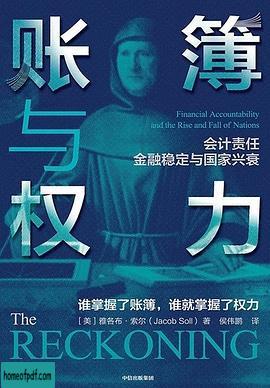 账簿
与
权力
Financial Accountability
and the Rise and Fall of Nations
会计责任
金融稳定与国家兴衰
谁掌握了账簿，谁就掌握了权力
［美］雅各布·索尔（Jacob Soll）著 侯伟鹏 译
The
RECKONING
中信出版集团
homeofpdf.com